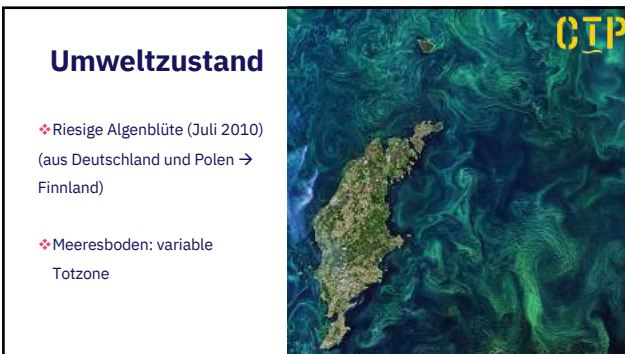 Umweltzustand
CTP
❖Riesige Algenblüte (Juli 2010)
(aus Deutschland und Polen →
Finnland)
❖Meeresboden: variable
Totzone